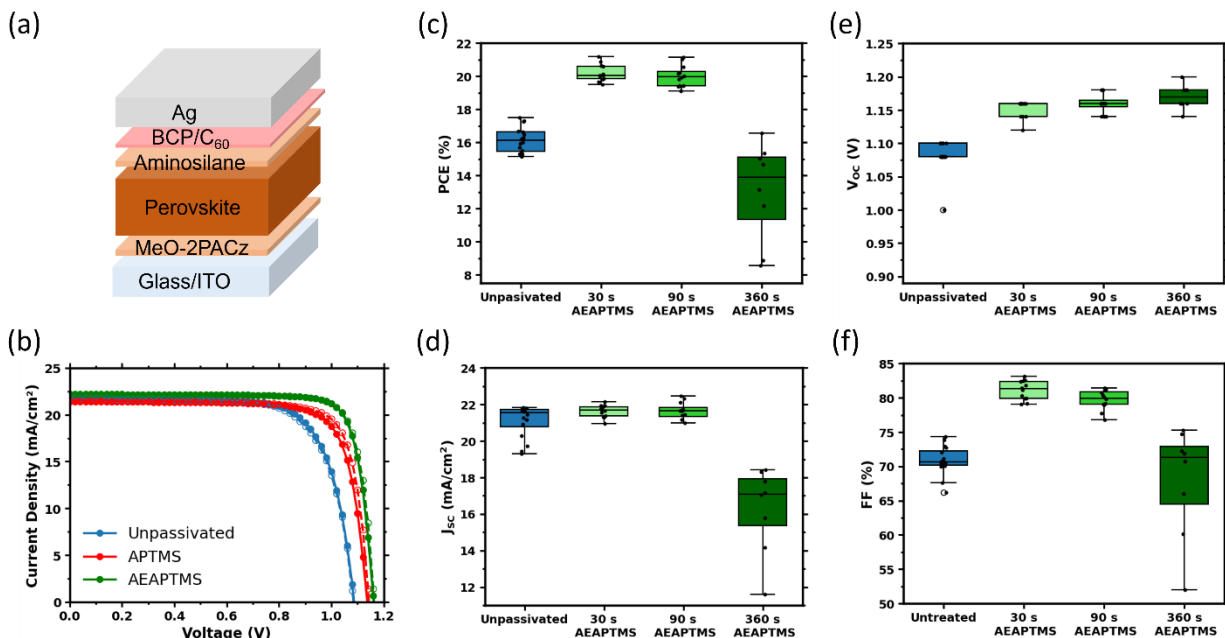 (a)
Ag
BCP/C60
Aminosilane
Perovskite
MeO-2PACz
Glass/ITO
(b)
Current Density (mA/cm²)
25
20
15
10
5
0
Unpassivated
APTMS
AEAPTMS
0.0 0.2 0.4 0.6 0.8 1.0 1.2
Voltage (V)
(c)
PCE (%)
22
20
18
16
14
12
10
8
Unpasivated 30 s 90 s 360 s
AEAPTMS AEAPTMS AEAPTMS
(d)
Jsc (mA/cm²)
24
22
20
18
16
14
12
10
Unpassivated 30 s 90 s 360 s
AEAPTMS AEAPTMS AEAPTMS
(e)
VOC (V)
1.25
1.20
1.15
1.10
1.05
1.00
0.95
0.90
Unpassivated 30 s 90 s 360 s
AEAPTMS AEAPTMS AEAPTMS
(f)
FF (%)
85
80
75
70
65
60
55
50
Untreated 30 s 90 s 360 s
AEAPTMS AEAPTMS AEAPTMS